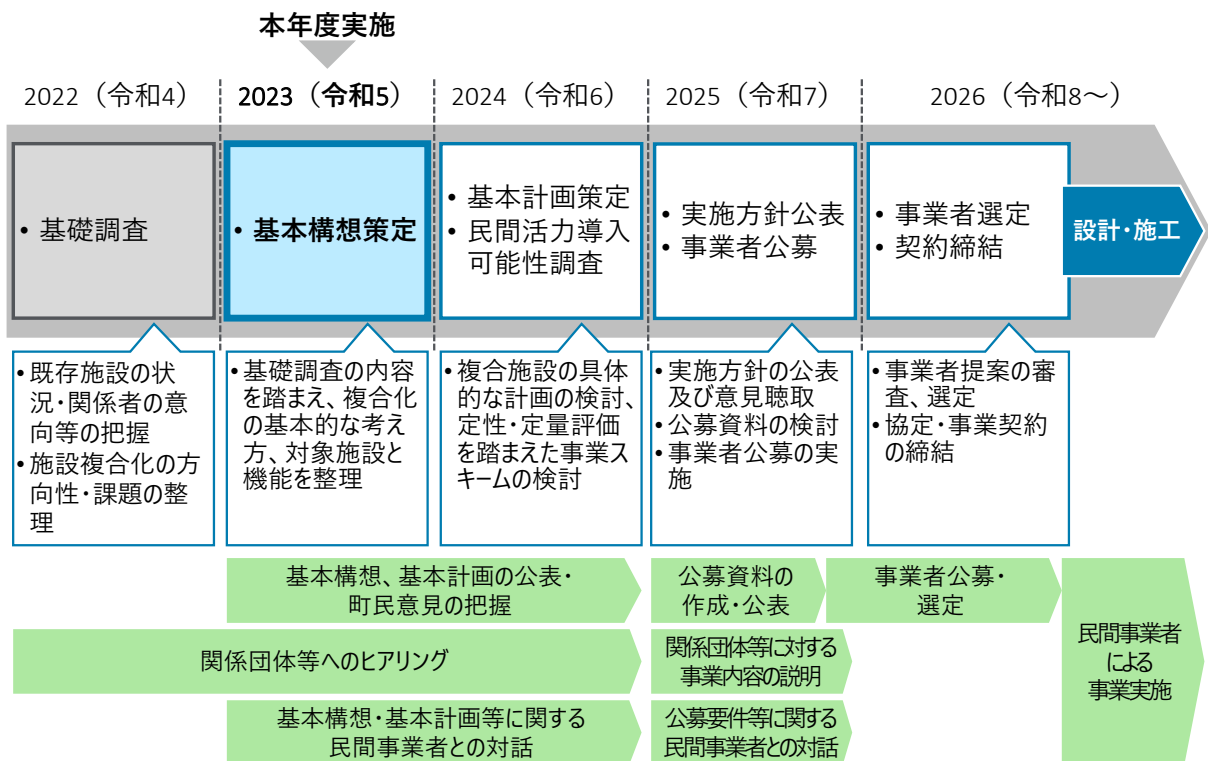 本年度実施
2022（令和4）
2023（令和5）
2024（令和6）
2025（令和7）
2026（令和8～）
• 基礎調査
• 基本構想策定
• 基本計画策定
• 民間活力導入
可能性調査
• 実施方針公表
• 事業者公募
• 事業者選定
• 契約締結
設計・施工
• 既存施設の状
況・関係者の意
向等の把握
• 施設複合化の方
向性・課題の整
理
• 基礎調査の内容
を踏まえ、複合化
の基本的な考え
方、対象施設と
機能を整理
• 複合施設の具体
的な計画の検討、
定性・定量評価
を踏まえた事業ス
キームの検討
• 実施方針の公表
及び意見聴取
• 公募資料の検討
• 事業者公募の実
施
• 事業者提案の審
査、選定
• 協定・事業契約
の締結
基本構想、基本計画の公表・
町民意見の把握
公募資料の
作成・公表
事業者公募・
選定
関係団体等へのヒアリング
関係団体等に対する
事業内容の説明
基本構想・基本計画等に関する
民間事業者との対話
公募要件等に関する
民間事業者との対話
民間事業者
による
事業実施